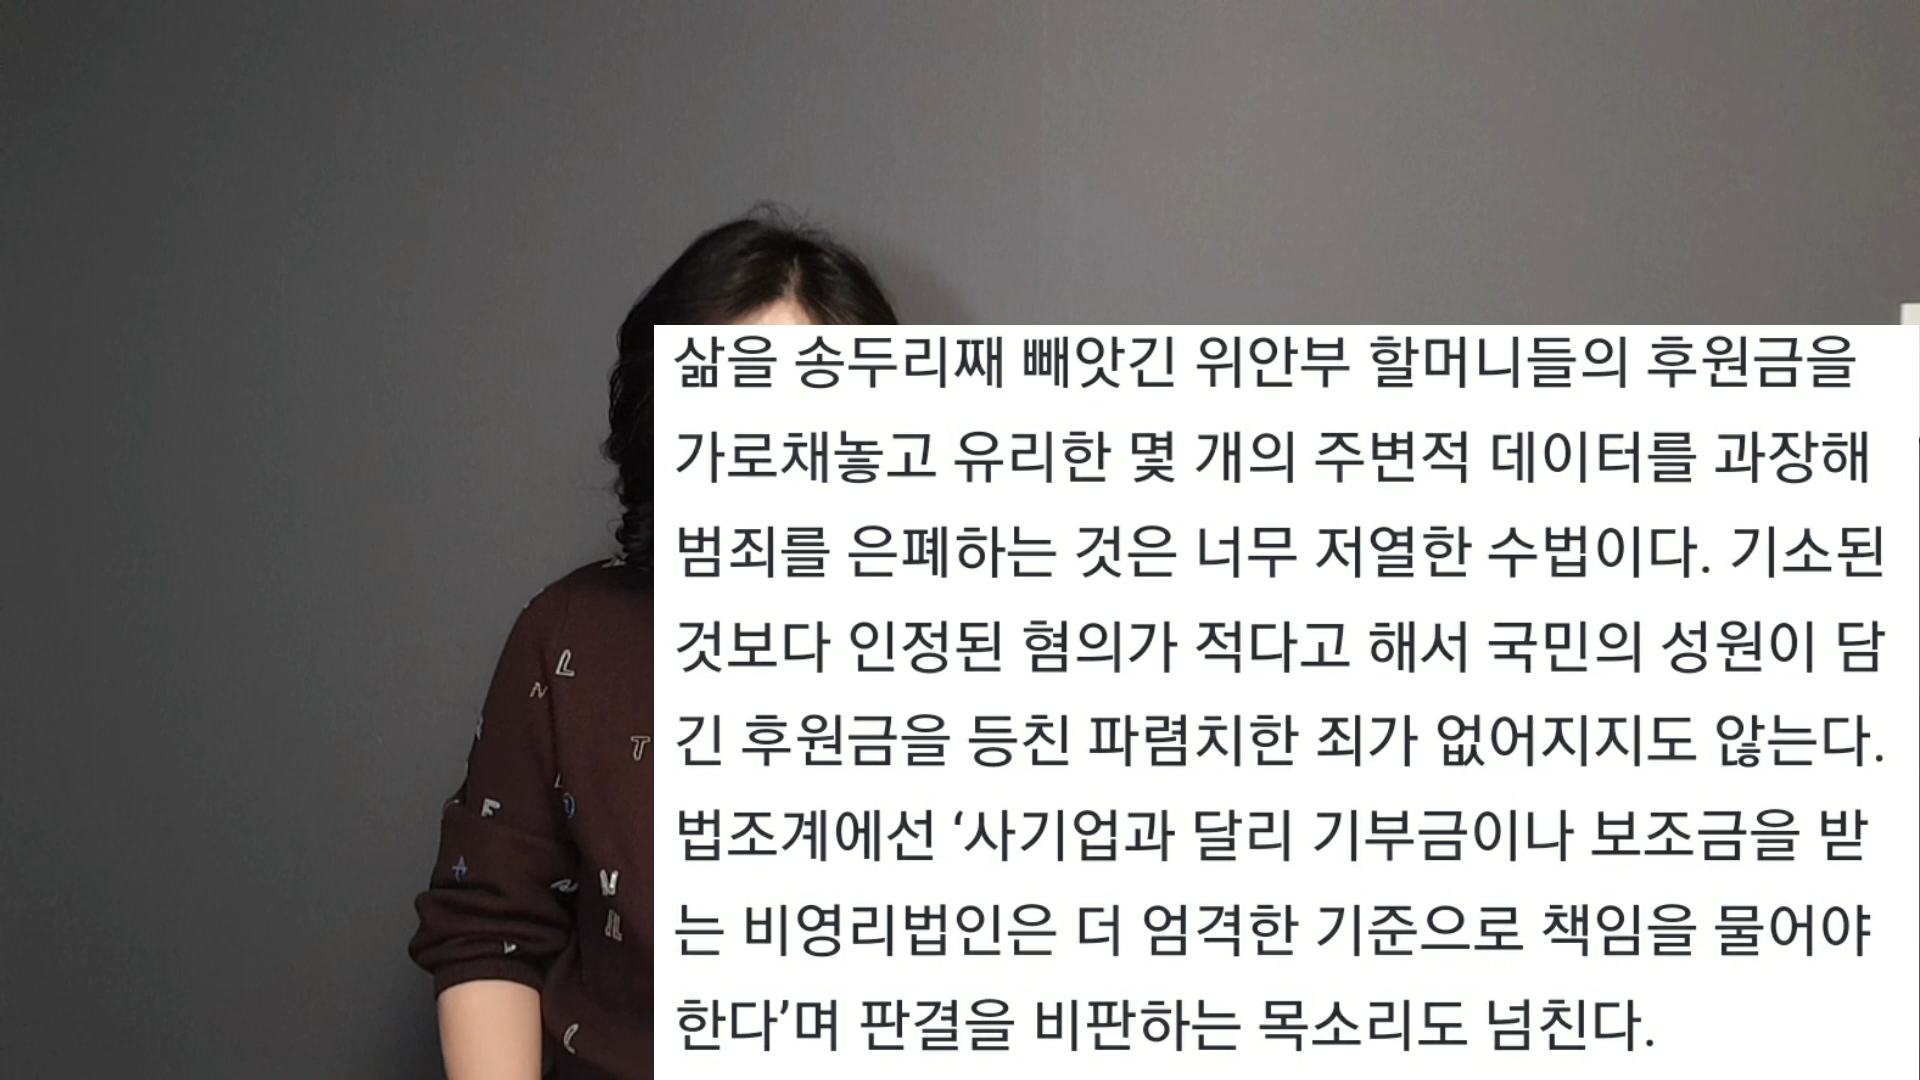 삶을 송두리째 빼앗긴 위안부 할머니들의 후원금을
가로채놓고 유리한 몇 개의 주변적 데이터를 과장해
범죄를 은폐하는 것은 너무 저열한 수법이다. 기소된
것보다 인정된 혐의가 적다고 해서 국민의 성원이 담
긴 후원금을 등친 파렴치한 죄가 없어지지도 않는다.
법조계에선 ‘사기업과 달리 기부금이나 보조금을 받
는 비영리법인은 더 엄격한 기준으로 책임을 물어야
한다’며 판결을 비판하는 목소리도 넘친다.